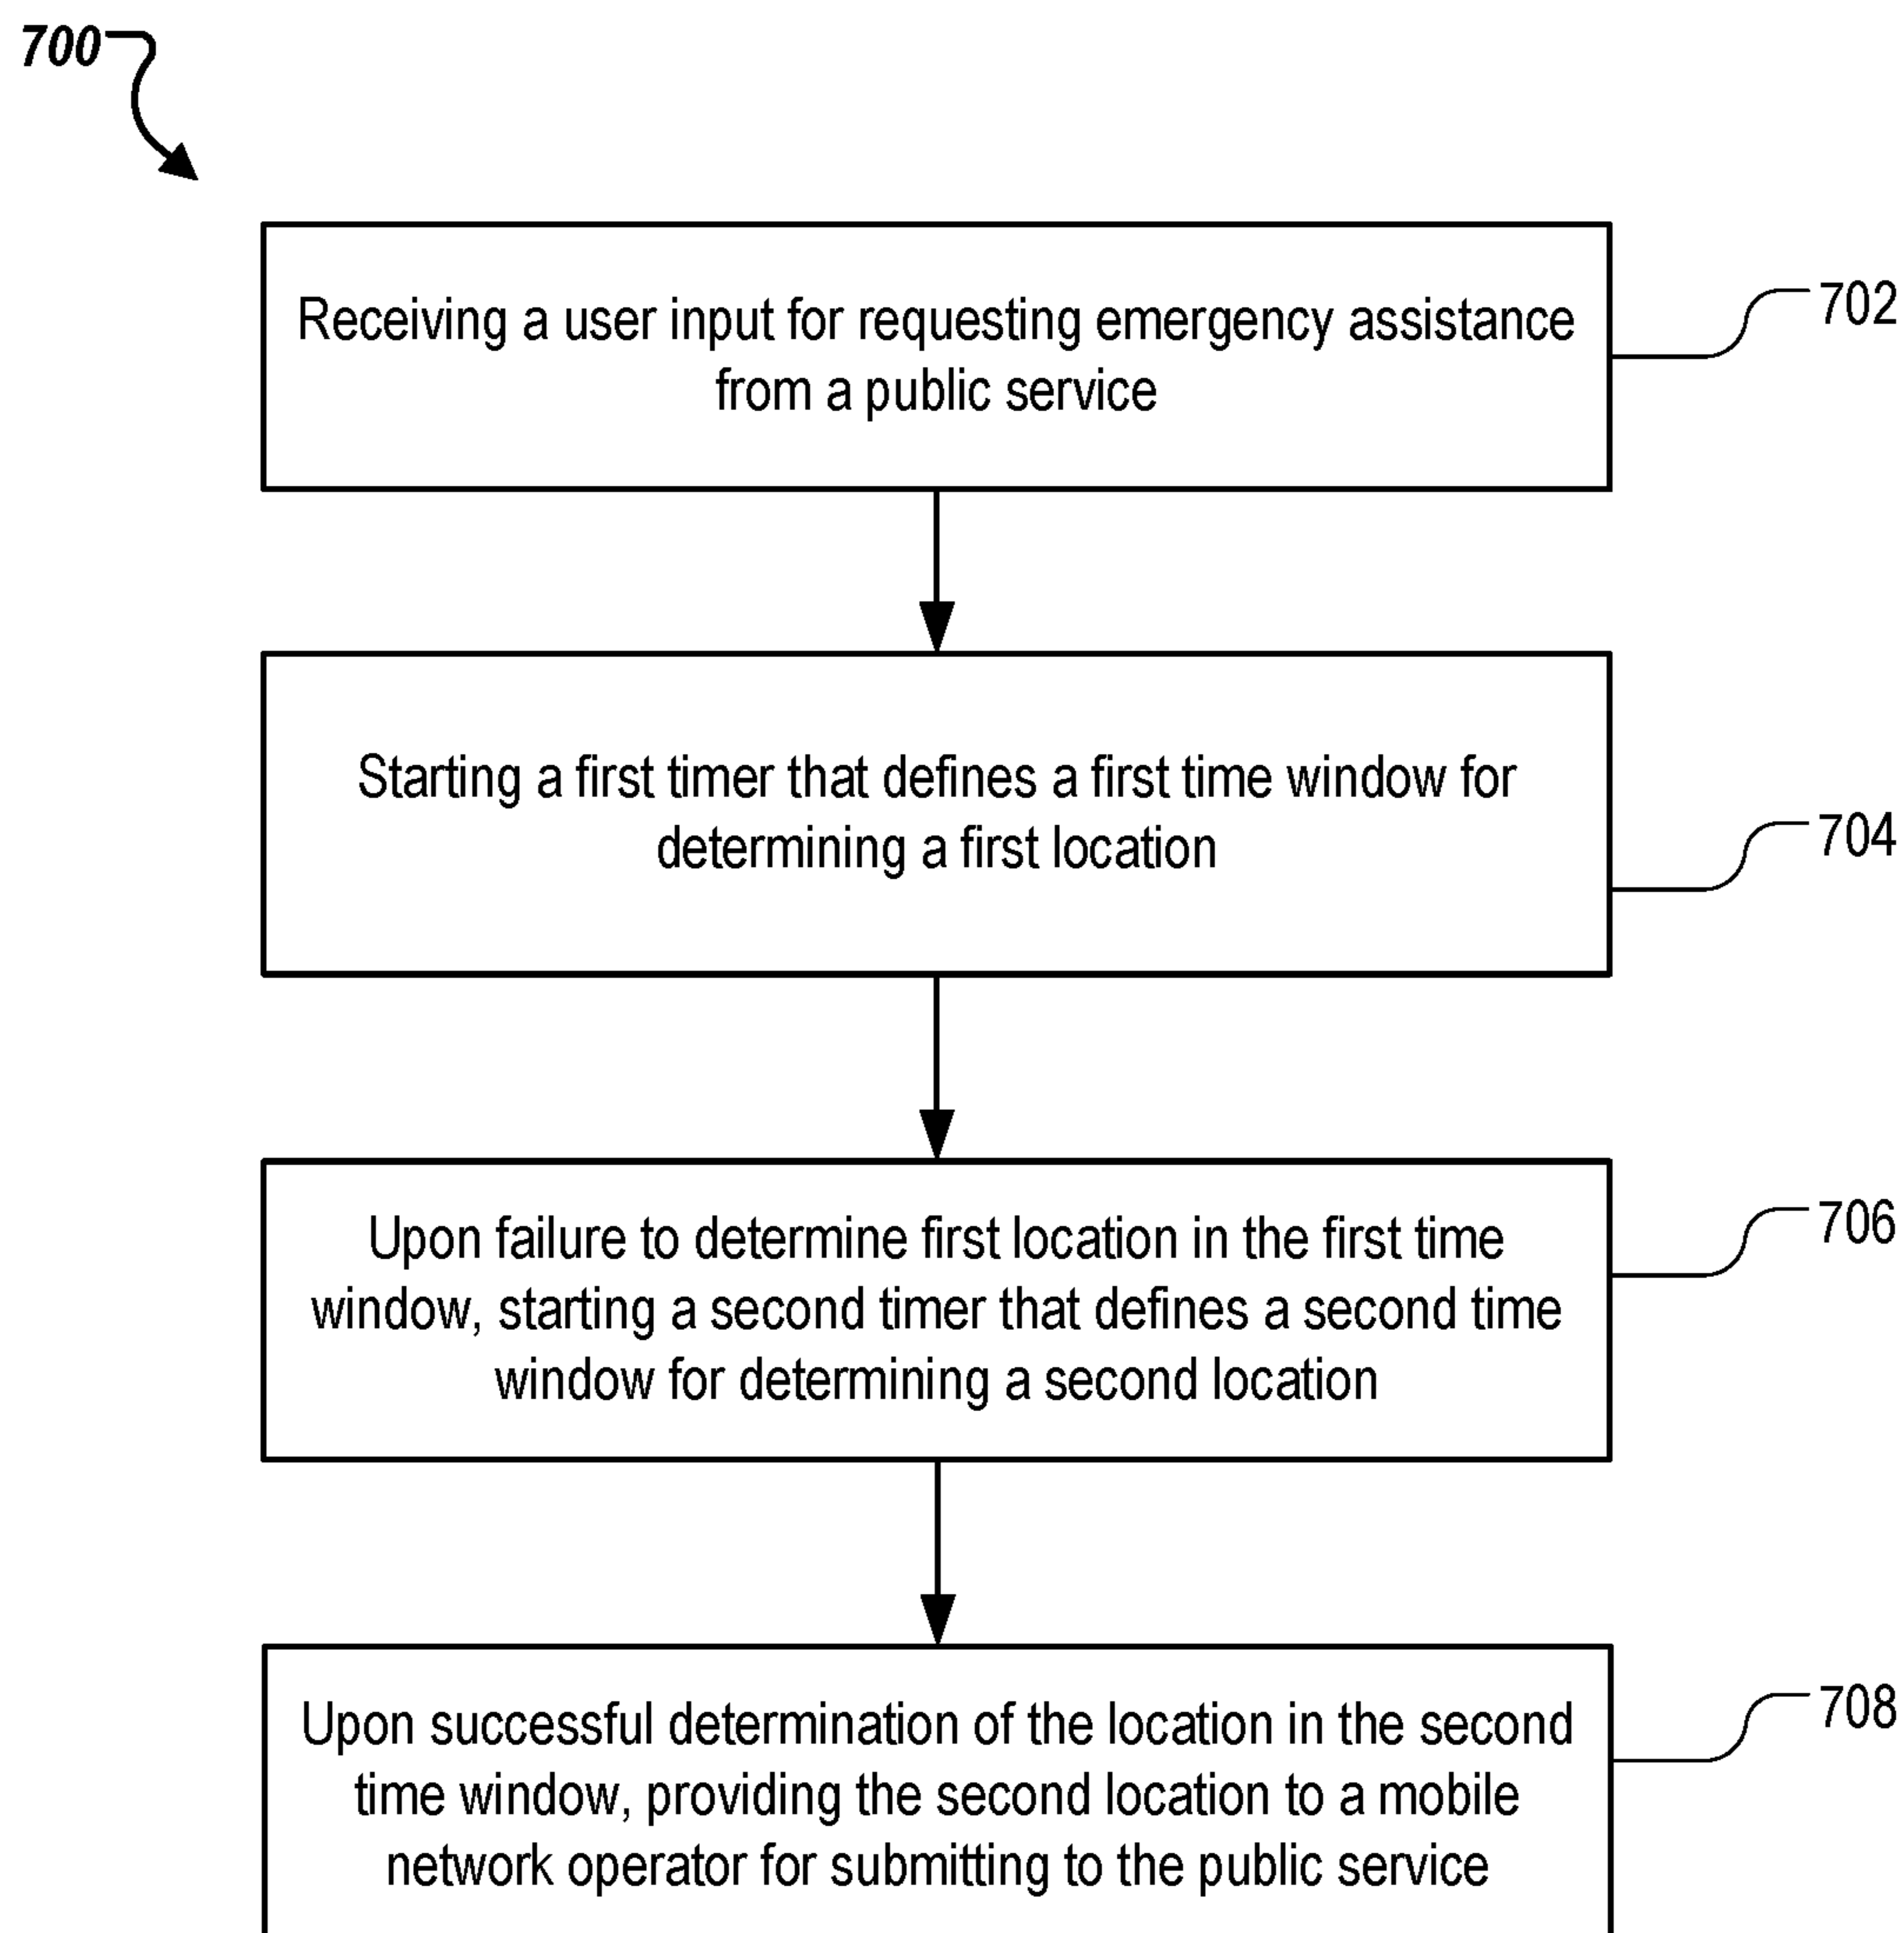 700
Receiving a user input for requesting emergency assistance
from a public service
702
Starting a first timer that defines a first time window for
determining a first location
704
Upon failure to determine first location in the first time
window, starting a second timer that defines a second time
window for determining a second location
706
Upon successful determination of the location in the second
time window, providing the second location to a mobile
network operator for submitting to the public service
708